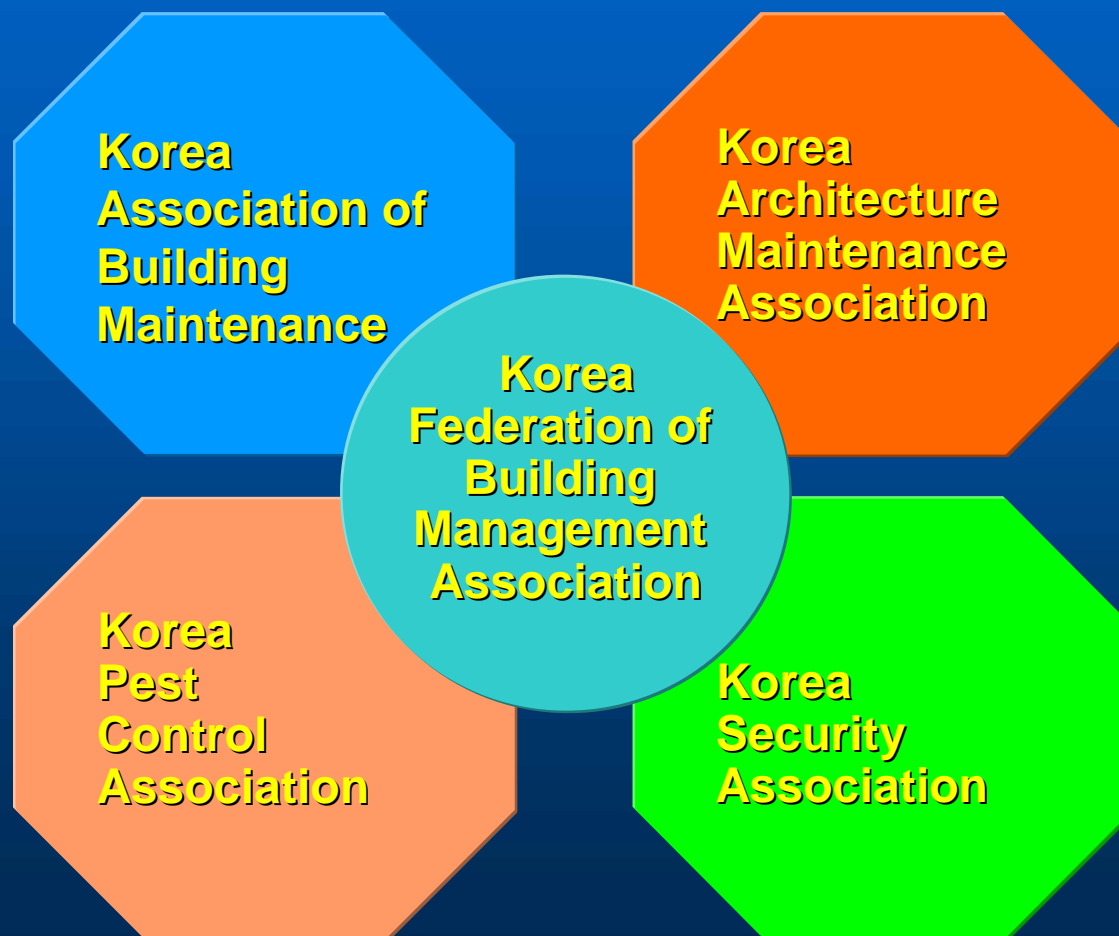 Korea
Association of
Building
Maintenance
Korea
Architecture
Maintenance
Association
Korea
Federation of
Building
Management
Association
Korea
Pest
Control
Association
Korea
Security
Association